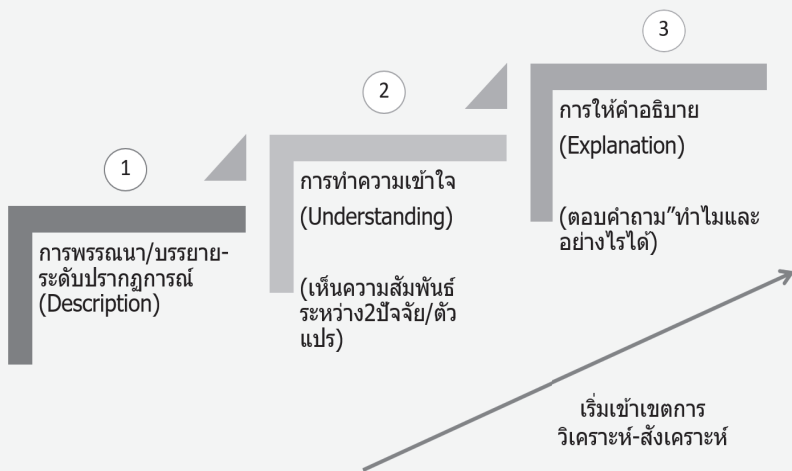 1
การพรรณนา/บรรยาย-
ระดับปรากฏการณ์
(Description)
2
การทำความเข้าใจ
(Understanding)
(เห็นความสัมพันธ์
ระหว่าง2ปัจจัย/ตัว
แปร)
3
การให้คำอธิบาย
(Explanation)
(ตอบคำถาม"ทำไมและ
อย่างไรได้)
เริ่มเข้าเขตการ
วิเคราะห์-สังเคราะห์